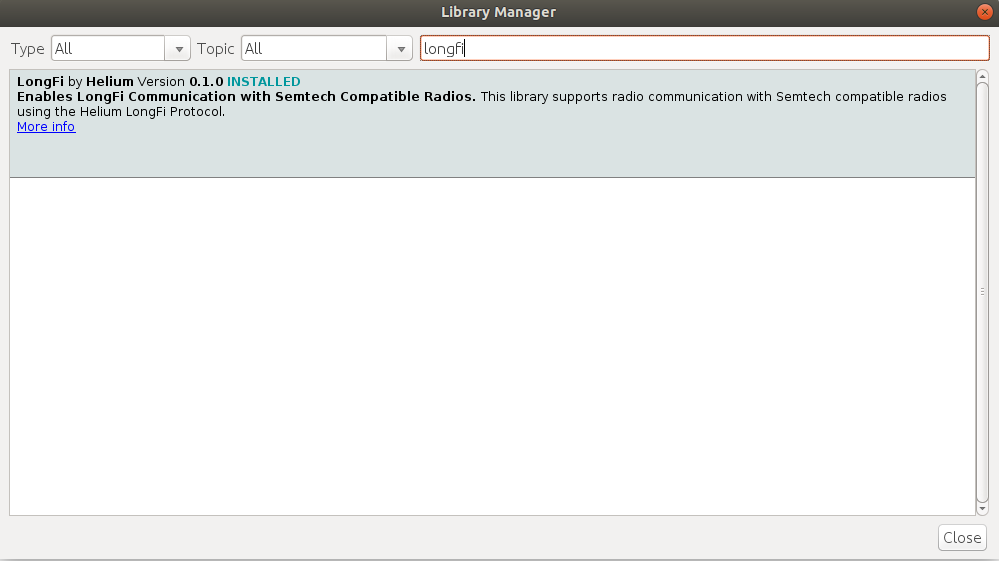 Library Manager
Type All Topic All longfi
LongFi by Helium Version 0.1.0 INSTALLED
Enables LongFi Communication with Semtech Compatible Radios. This library supports radio communication with Semtech compatible radios
using the Helium LongFi Protocol.
More info
Close